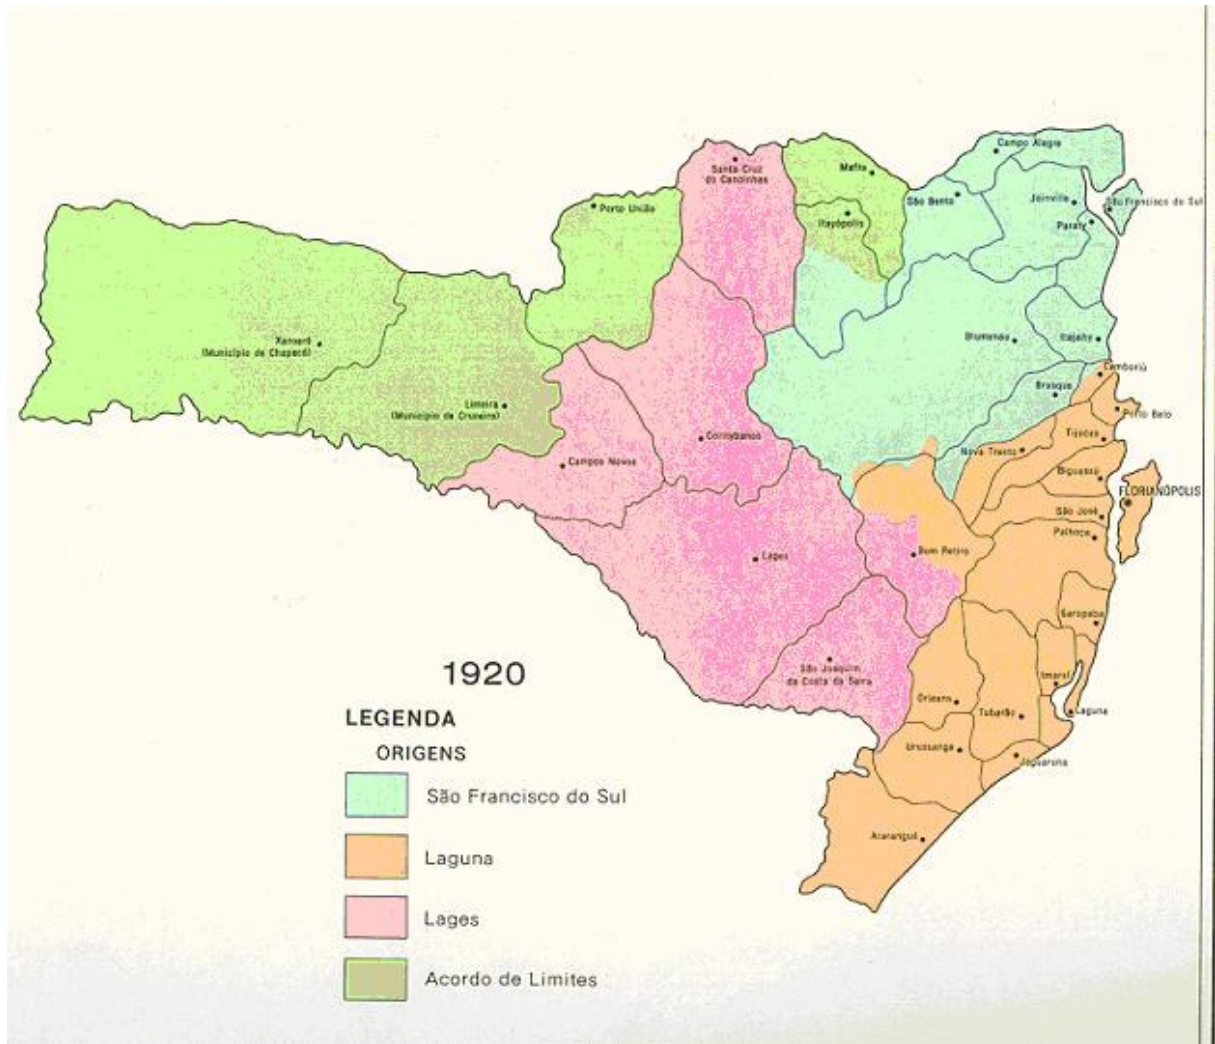 Campo Alegre
Santa Cruz
de Canoinhas
Mafra
São Bento
Joinville
São Francisco do Sul
Porto União
Itayópolis
Paraty
Xanxerê
(Município de Chapecó)
Blumenau
Itajahy
Camboriú
Limeira
(Município de Cruzeiro)
Brusque
Porto Belo
Coritybanos
Tijucas
Nova Trento
Campos Novos
Biguassú
FLORIANÓPOLIS
São José
Palhoça
Lages
Bom Retiro
Garopaba
1920
São Joaquim
da Costa da Serra
Imaruí
Orleans
Tubarão
Laguna
LEGENDA
ORIGENS
Urussanga
Jaguaruna
São Francisco do Sul
Araranguá
Laguna
Lages
Acordo de Limites